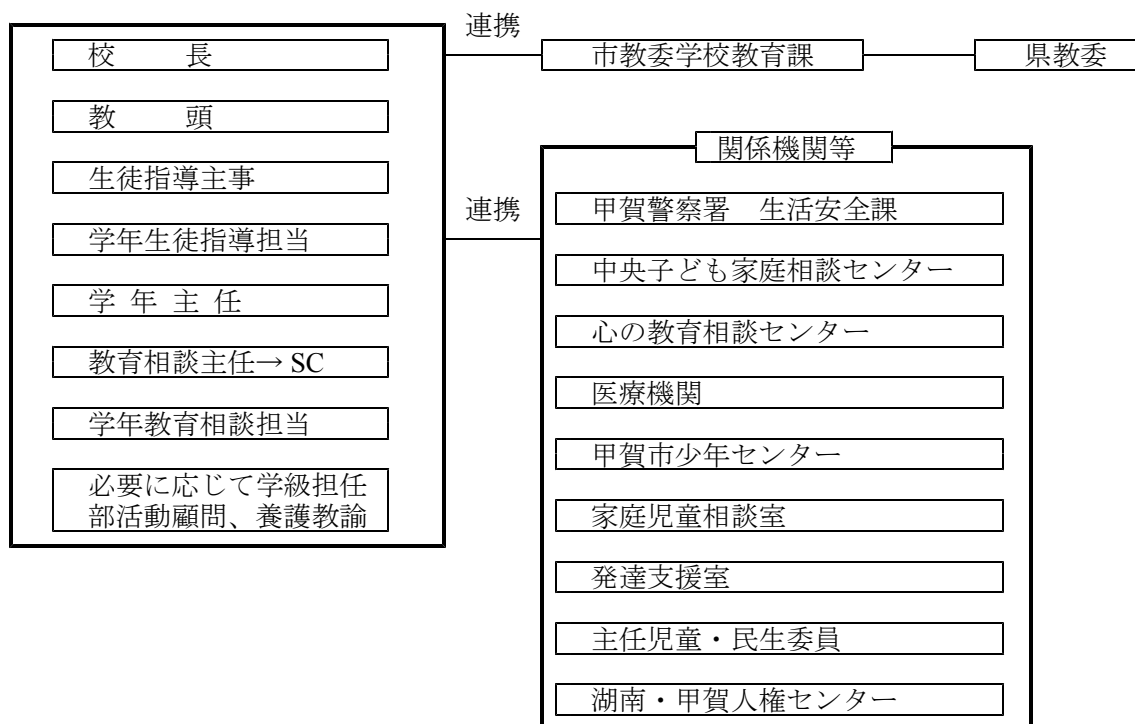 校　　長
教　　頭
生徒指導主事
学年生徒指導担当
学 年 主 任
教育相談主任→ SC
学年教育相談担当
必要に応じて学級担任
部活動顧問、養護教諭
連携
市教委学校教育課
県教委
連携
関係機関等
甲賀警察署　生活安全課
中央子ども家庭相談センター
心の教育相談センター
医療機関
甲賀市少年センター
家庭児童相談室
発達支援室
主任児童・民生委員
湖南・甲賀人権センター